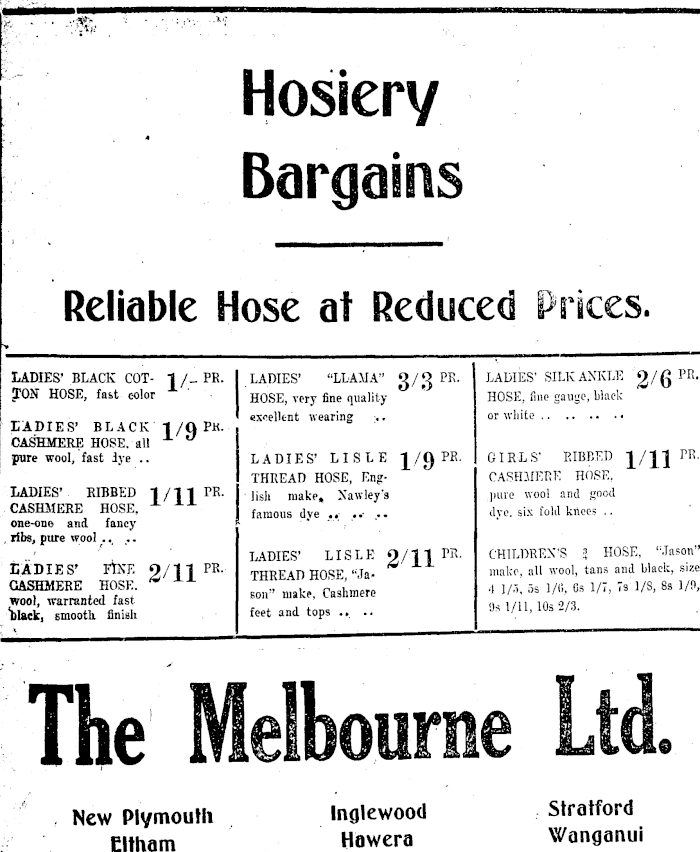 Hosiery
Bargains
Reliable Hose at Reduced Prices.
LADIES' BLACK COT- 1/- PR.
TON HOSE, fast color
LADIES' BLACK 1/9 PR.
CASHMERE HOSE, all
pure wool, fast dye ..
LADIES' RIBBED 1/11 PR.
CASHMERE HOSE,
one-one and fancy
ribs, pure wool .. ..
LADIES' FINE 2/11 PR.
CASHMERE HOSE.
wool, warranted fast
black, smooth finish
LADIES' "LLAMA" 3/3 PR.
HOSE, very fine quality
excellent wearing ..
LADIES' LISLE 1/9 PR.
THREAD HOSE, Eng-
lish make, Nawley's
famous dye .. .. ..
LADIES' LISLE 2/11 PR.
THREAD HOSE, "Ja-
son" make, Cashmere
feet and tops .. ..
LADIES' SILK ANKLE 2/6 PR.
HOSE, fine gauge, black
or white .. .. .. ..
GIRLS' RIBBED 1/11 PR.
CASHMERE HOSE,
pure wool and good
dye, six fold knees ..
CHILDREN'S HOSE, "Jason"
make, all wool, tans and black, size
4 1/5, 5s 1/6, 6s 1/7, 7s 1/8, 8s 1/9,
9s 1/11, 10s 2/3.
The Melbourne Ltd.
New Plymouth Inglewood Stratford
Eltham Hawera Wanganui